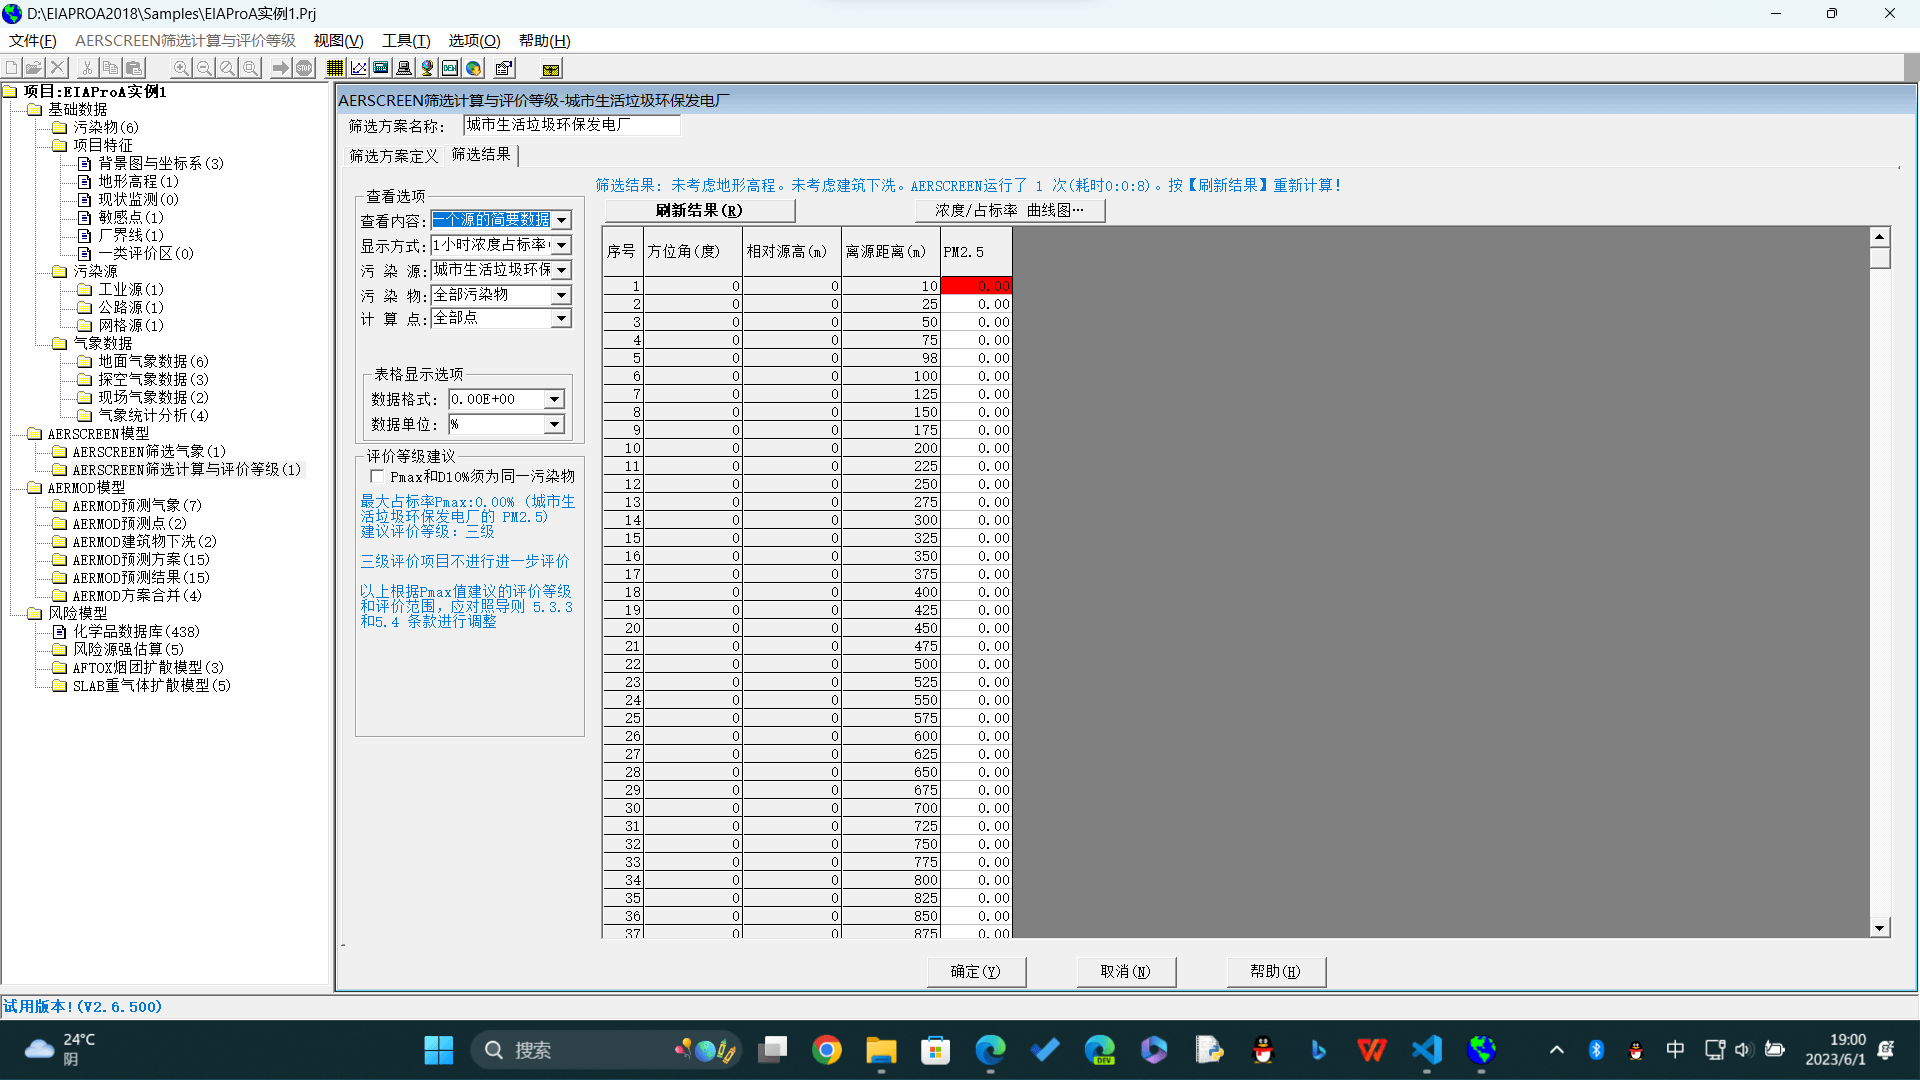 D:\EIAPROA2018\Samples\EIAProA实例1.Prj
文件(F) AERSCREEN筛选计算与评价等级 视图(V) 工具(T) 选项(O) 帮助(H)
项目:EIAProA实例1
基础数据
污染物(6)
项目特征
背景图与坐标系(3)
地形高程(1)
现状监测(0)
敏感点(1)
厂界线(1)
一类评价区(0)
污染源
工业源(1)
公路源(1)
网格源(1)
气象数据
地面气象数据(6)
探空气象数据(3)
现场气象数据(2)
气象统计分析(4)
AERSCREEN模型
AERSCREEN筛选气象(1)
AERSCREEN筛选计算与评价等级(1)
AERMOD模型
AERMOD预测气象(7)
AERMOD预测点(2)
AERMOD建筑物下洗(2)
AERMOD预测方案(15)
AERMOD预测结果(15)
AERMOD方案合并(4)
风险模型
化学品数据库(438)
风险源强估算(5)
AFTOX烟团扩散模型(3)
SLAB重气体扩散模型(5)
AERSCREEN筛选计算与评价等级-城市生活垃圾环保发电厂
筛选方案名称: 城市生活垃圾环保发电厂
筛选方案定义 筛选结果
查看选项
查看内容: 一个源的简要数据
显示方式: 1小时浓度占标率
污 染 源: 城市生活垃圾环保
污 染 物: 全部污染物
计 算 点: 全部点
表格显示选项
数据格式: 0.00E+00
数据单位: %
评价等级建议
Pmax和D10%须为同一污染物
最大占标率Pmax:0.00% (城市生
活垃圾环保发电厂的 PM2.5)
建议评价等级: 三级
三级评价项目不进行进一步评价
以上根据Pmax值建议的评价等级
和评价范围，应对照导则 5.3.3
和5.4 条款进行调整
筛选结果: 未考虑地形高程。未考虑建筑下洗。AERSCREEN运行了 1 次(耗时0:0:8)。按【刷新结果】重新计算!
刷新结果(R) 浓度/占标率 曲线图…
序号 方位角(度) 相对源高(m) 离源距离(m) PM2.5
1 0 0 10 0.00
2 0 0 25 0.00
3 0 0 50 0.00
4 0 0 75 0.00
5 0 0 98 0.00
6 0 0 100 0.00
7 0 0 125 0.00
8 0 0 150 0.00
9 0 0 175 0.00
10 0 0 200 0.00
11 0 0 225 0.00
12 0 0 250 0.00
13 0 0 275 0.00
14 0 0 300 0.00
15 0 0 325 0.00
16 0 0 350 0.00
17 0 0 375 0.00
18 0 0 400 0.00
19 0 0 425 0.00
20 0 0 450 0.00
21 0 0 475 0.00
22 0 0 500 0.00
23 0 0 525 0.00
24 0 0 550 0.00
25 0 0 575 0.00
26 0 0 600 0.00
27 0 0 625 0.00
28 0 0 650 0.00
29 0 0 675 0.00
30 0 0 700 0.00
31 0 0 725 0.00
32 0 0 750 0.00
33 0 0 775 0.00
34 0 0 800 0.00
35 0 0 825 0.00
36 0 0 850 0.00
37 0 0 875 0.00
确定(Y) 取消(N) 帮助(H)
试用版本!(V2.6.500)
24°C
阴
搜索
中
19:00
2023/6/1